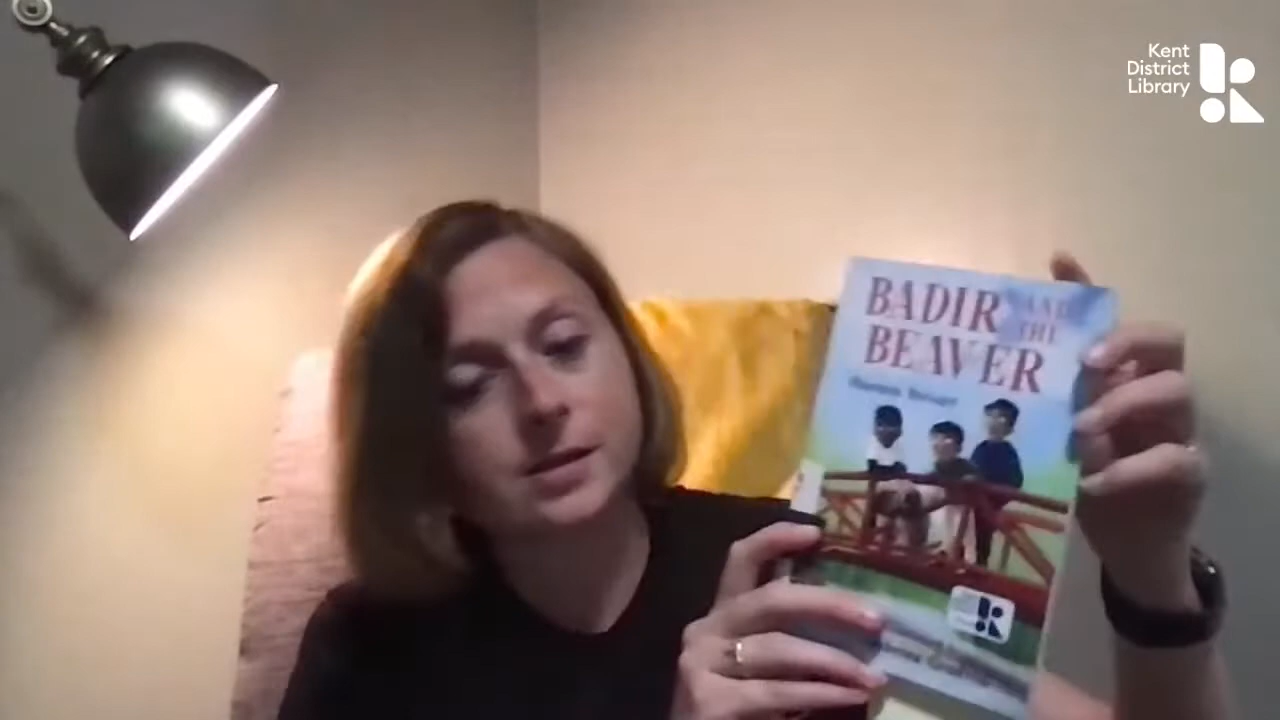 Kent
District
Library
BADIR AND
THE
BEAVER